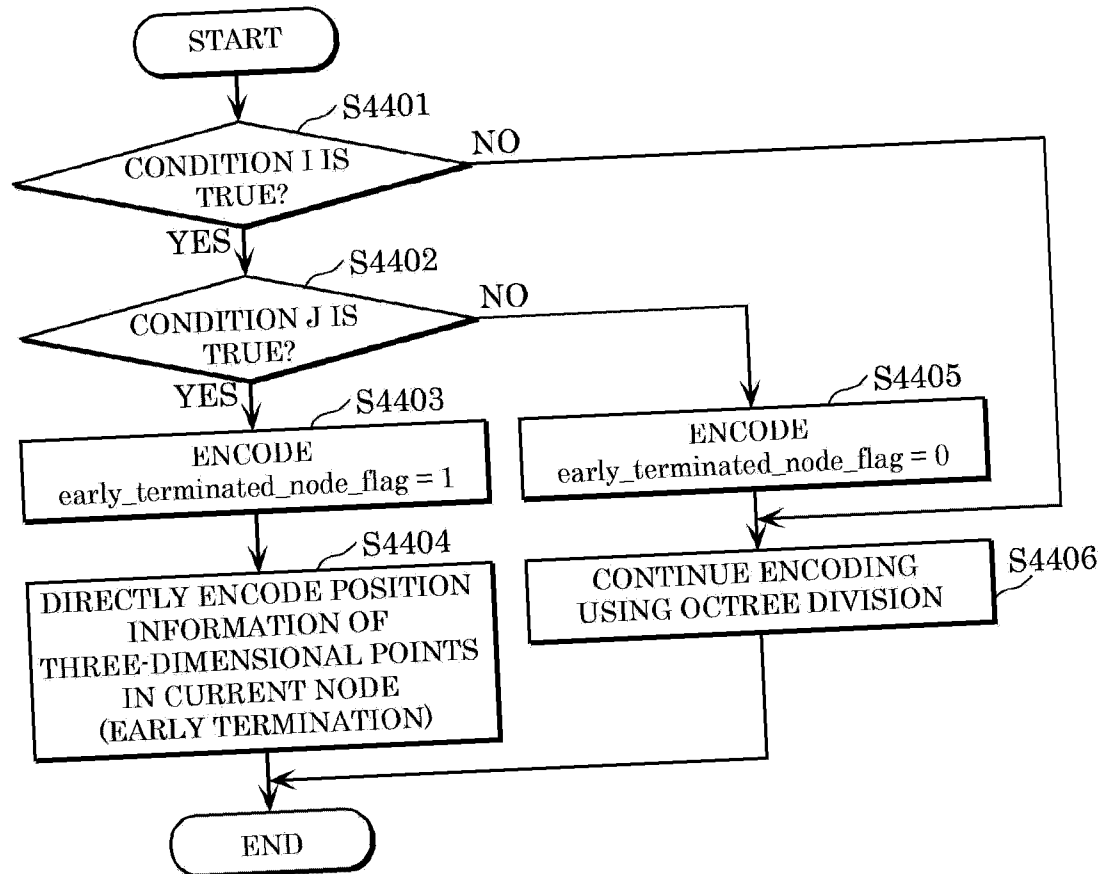 START
S4401
CONDITION I IS
TRUE?
NO
YES
S4402
CONDITION J IS
TRUE?
NO
YES
S4403
ENCODE
early_terminated_node_flag = 1
S4405
ENCODE
early_terminated_node_flag = 0
S4404
DIRECTLY ENCODE POSITION
INFORMATION OF
THREE-DIMENSIONAL POINTS
IN CURRENT NODE
(EARLY TERMINATION)
S4406
CONTINUE ENCODING
USING OCTREE DIVISION
END